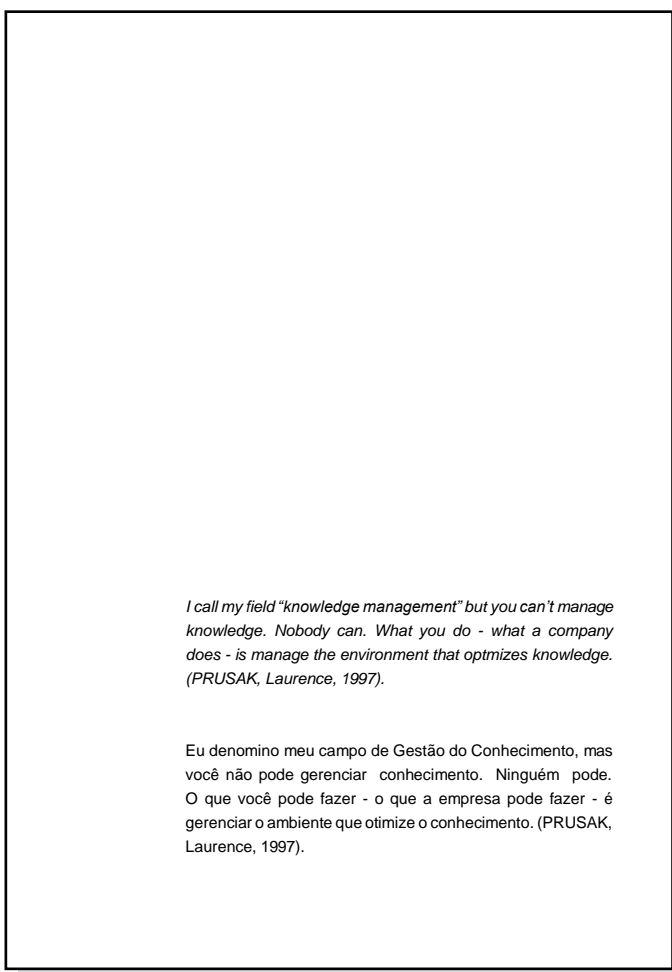 I call my field “knowledge management” but you can’t manage
knowledge. Nobody can. What you do - what a company
does - is manage the environment that optmizes knowledge.
(PRUSAK, Laurence, 1997).
Eu denomino meu campo de Gestão do Conhecimento, mas
você não pode gerenciar conhecimento. Ninguém pode.
O que você pode fazer - o que a empresa pode fazer - é
gerenciar o ambiente que otimize o conhecimento. (PRUSAK,
Laurence, 1997).